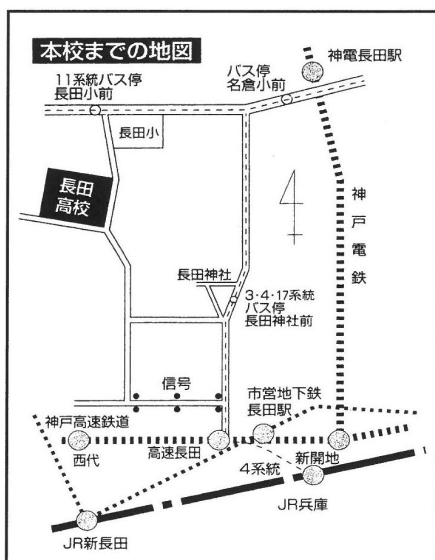 本校までの地図
神電長田駅
11系統バス停
長田小前
バス停
名倉小前
長田小
長田
高校
神戸電鉄
長田神社
3・4・17系統
バス停
長田神社前
信号
市営地下鉄
長田駅
神戸高速鉄道
西代
高速長田
新開地
4系統
JR兵庫
JR新長田